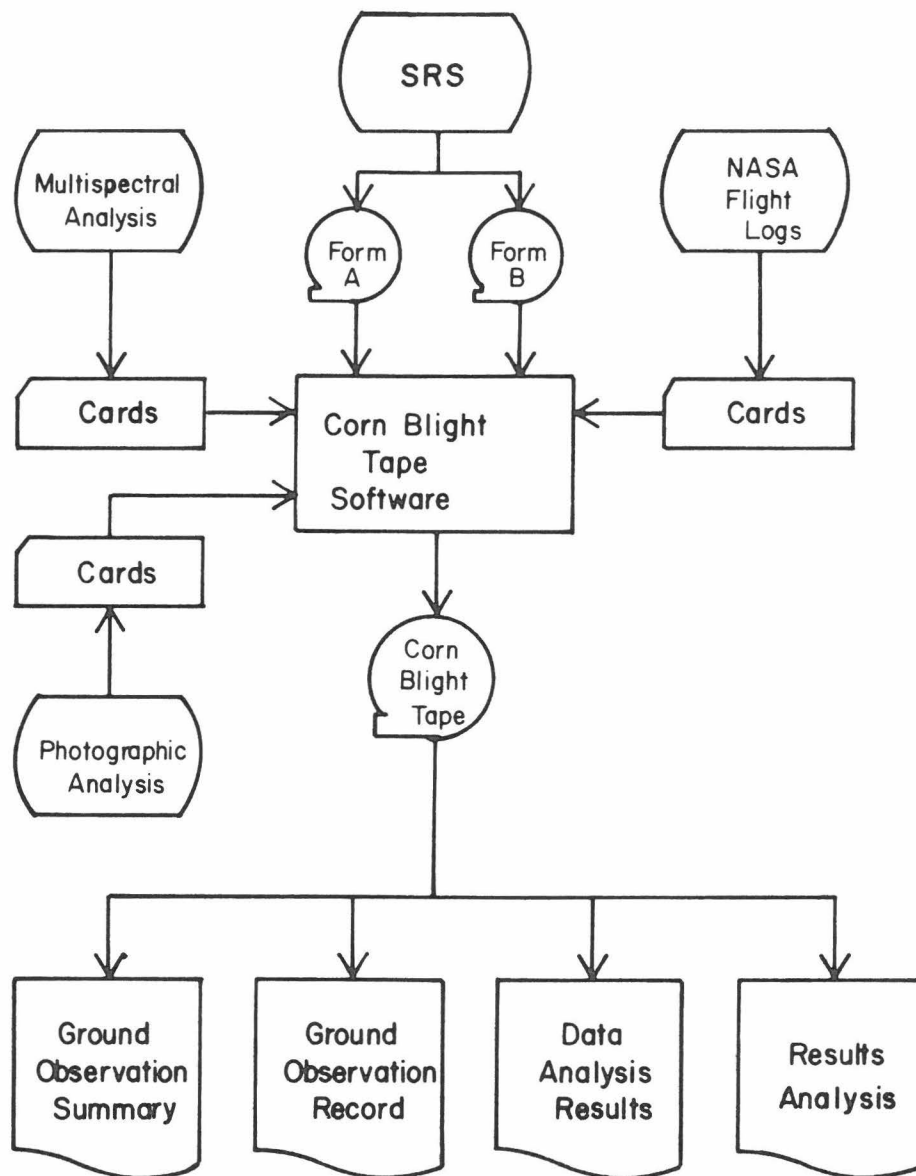 SRS
Multispectral
Analysis
NASA
Flight
Logs
Form
A
Form
B
Cards
Corn Blight
Tape
Software
Cards
Cards
Corn
Blight
Tape
Photographic
Analysis
Ground
Observation
Summary
Ground
Observation
Record
Data
Analysis
Results
Results
Analysis